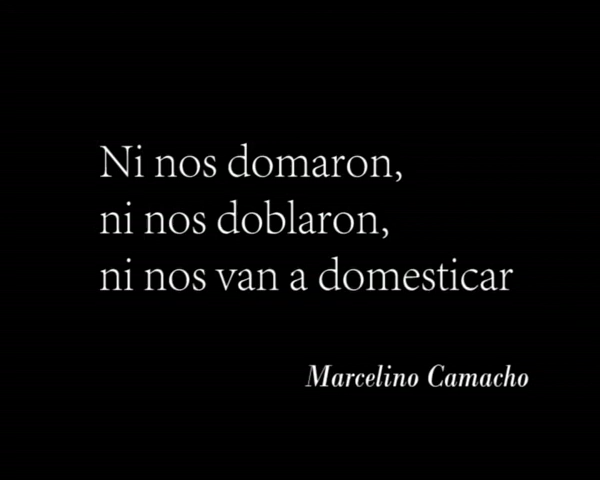 Ni nos domaron,
ni nos doblaron,
ni nos van a domesticar
Marcelino Camacho